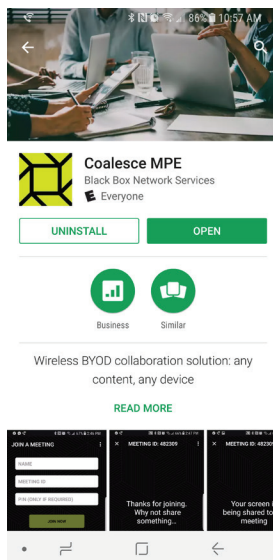 86% 10:57 AM
Coalesce MPE
Black Box Network Services
E Everyone
UNINSTALL
OPEN
Business
Similar
Wireless BYOD collaboration solution: any
content, any device
READ MORE
JOIN A MEETING
NAME
MEETING ID
PIN (ONLY IF REQUIRED)
JOIN NOW
MEETING ID: 482309
Thanks for joining.
Why not share
something...
MEETING ID: 482309
Your screen i
being shared to
meeting